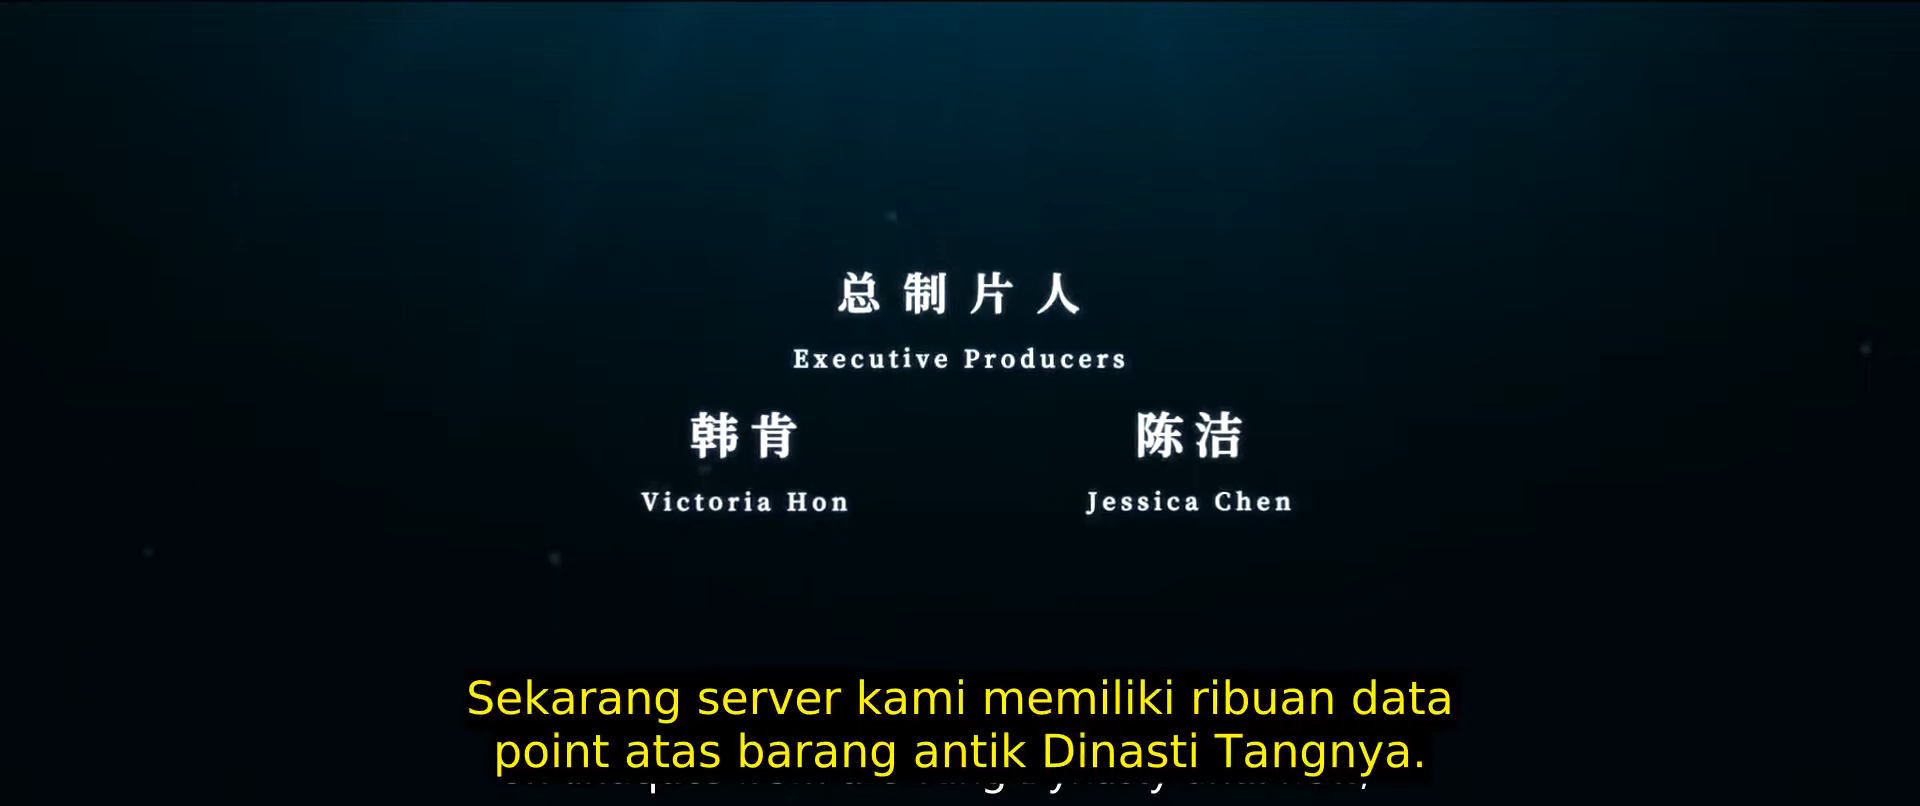 总制片人
Executive Producers
韩肯 陈洁
Victoria Hon Jessica Chen
Sekarang server kami memiliki ribuan data
point atas barang antik Dinasti Tangnya.